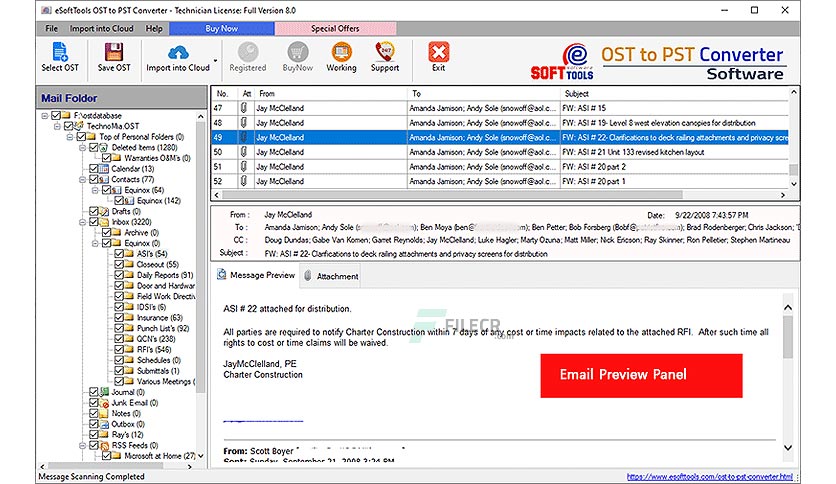 eSoftTools OST to PST Converter - Technician License: Full Version 8.0
File Import into Cloud Help Buy Now Special Offers
Select OST Save OST Import into Cloud Registered BuyNow Working Support Exit
24/7
e software
SOFT TOOLS
OST to PST Converter
Software
Mail Folder
F:\ostdatabase
TechnoMia.OST
Top of Personal Folders (0)
Deleted Items (1280)
Warranties O&M's (0)
Calendar (13)
Contacts (77)
Equinox (64)
Equinox (142)
Drafts (0)
Inbox (3220)
Archive (0)
Equinox (0)
ASI's (54)
Closeout (55)
Daily Reports (91)
Door and Hardwar
Field Work Directiv
IDSI's (6)
Insurance (63)
Punch List's (92)
QCN's (238)
RFI's (546)
Schedules (0)
Submittals (1)
Various Meetings (
Journal (0)
Junk E-mail (0)
Notes (0)
Outbox (0)
Ray's (12)
RSS Feeds (0)
Microsoft at Home (27)
No. Att From To Subject
47 Jay McClelland Amanda Jamison; Andy Sole (snowoff@aol.c... FW: ASI # 15
48 Jay McClelland Amanda Jamison; Andy Sole (snowoff@aol.c... FW: ASI # 19- Level 8 west elevation canopies for distribution
49 Jay McClelland Amanda Jamison; Andy Sole (snowoff@aol.c... FW: ASI # 22- Clarifications to deck railing attachments and privacy scre
50 Jay McClelland Amanda Jamison; Andy Sole (snowoff@aol.c... FW: ASI # 21 Unit 133 revised kitchen layout
51 Jay McClelland Amanda Jamison; Andy Sole (snowoff@aol.c... FW: ASI # 20 part 2
52 Jay McClelland Amanda Jamison; Andy Sole (snowoff@aol.c... FW: ASI # 20 part 1
From : Jay McClelland Date: 9/22/2008 7:43:57 PM
To : Amanda Jamison; Andy Sole Ben Moya (ben@ Ben Petter; Bob Forsberg (Bobf@ Brad Rodenberger; Chris Jackson;
CC : Doug Dundas; Gabe Van Komen; Garret Reynolds; Jay McClelland; Luke Hagler; Marty Ozuna; Matt Miller; Nick Ericson; Ray Skinner; Ron Pelletier; Stephen Martineau
Subject : FW: ASI # 22- Clarifications to deck railing attachments and privacy screens for distribution
Message Preview Attachment
ASI # 22 attached for distribution.
All parties are required to notify Charter Construction within 7 days of any cost or time impacts related to the attached RFI. After such time all
rights to cost or time claims will be waived.
FILECR
.com
JayMcClelland, PE
Charter Construction
Email Preview Panel
From: Scott Boyer
Sent: Sunday, September 21, 2008 3:24 PM
Message Scanning Completed https://www.esofttools.com/ost-to-pst-converter.html